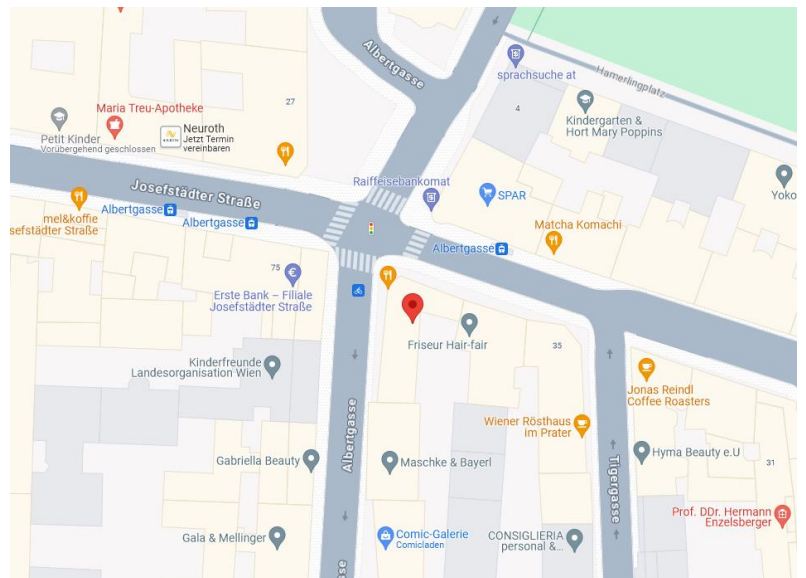 Albertgasse
sprachsuche at
Hamerlingplatz
27
4
Maria Treu-Apotheke
Kindergarten &
Hort Mary Poppins
Petit Kinder
Vorübergehend geschlossen
Neuroth
Jetzt Termin
vereinbaren
Raiffeisenbankomat
SPAR
Yoko
Josefstädter Straße
mel&koffie
sefstädter Straße
Albertgasse
Albertgasse
Matcha Komachi
Albertgasse
75
Erste Bank – Filiale
Josefstädter Straße
Friseur Hair-fair
35
Kinderfreunde
Landesorganisation Wien
Jonas Reindl
Coffee Roasters
Wiener Rösthaus
im Prater
Albertgasse
Gabriella Beauty
Maschke & Bayerl
Tigergasse
Hyma Beauty e.U
31
Prof. DDr. Hermann
Enzelsberger
Gala & Mellinger
Comic-Galerie
Comicladen
CONSIGLIERIA
personal &...